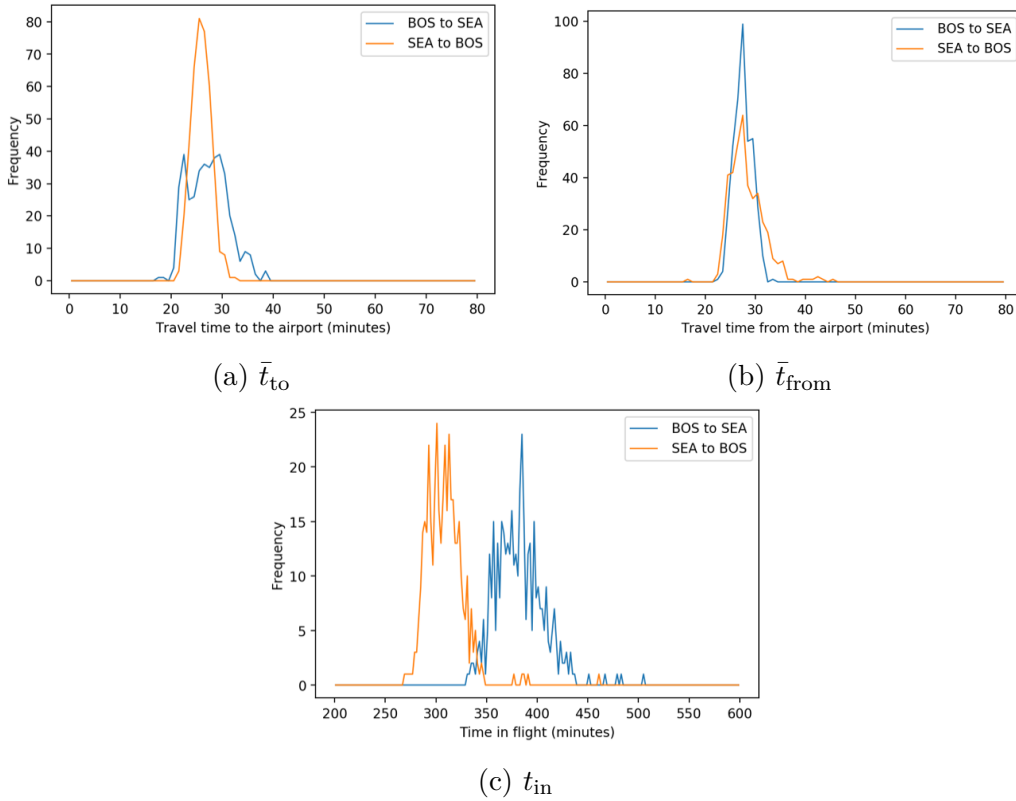 BOS to SEA
SEA to BOS
80
70
60
50
40
30
20
10
0
Frequency
0 10 20 30 40 50 60 70 80
Travel time to the airport (minutes)
(a) t̄to
BOS to SEA
SEA to BOS
100
80
60
40
20
0
Frequency
0 10 20 30 40 50 60 70 80
Travel time from the airport (minutes)
(b) t̄from
BOS to SEA
SEA to BOS
25
20
15
10
5
0
Frequency
200 250 300 350 400 450 500 550 600
Time in flight (minutes)
(c) tin